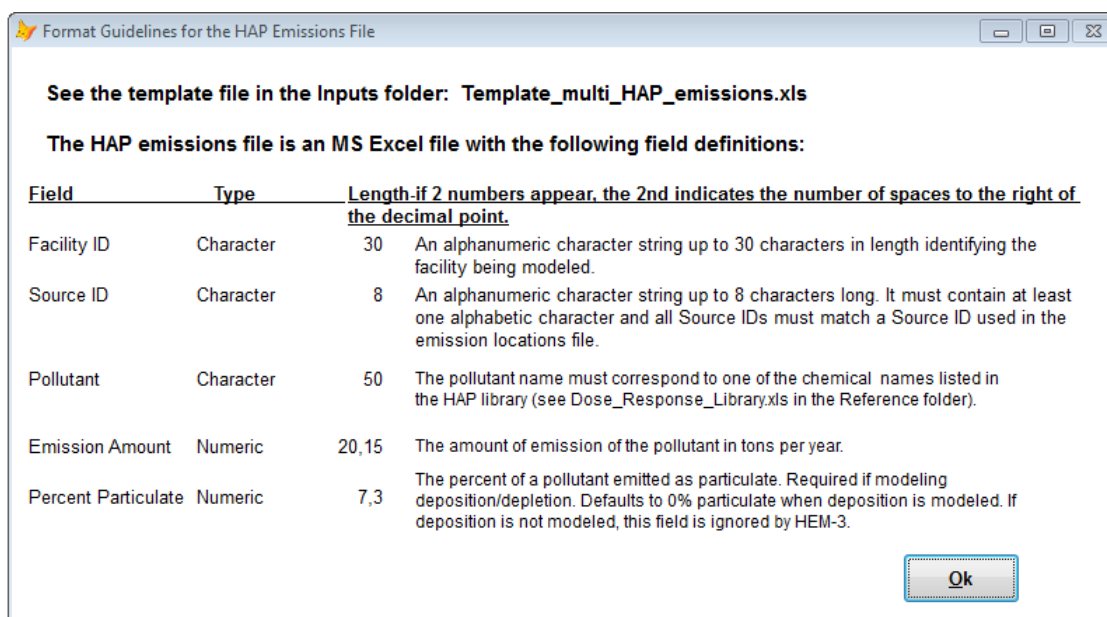 Format Guidelines for the HAP Emissions File
See the template file in the Inputs folder: Template_multi_HAP_emissions.xls
The HAP emissions file is an MS Excel file with the following field definitions:
Field Type Length-if 2 numbers appear, the 2nd indicates the number of spaces to the right of
the decimal point.
Facility ID Character 30 An alphanumeric character string up to 30 characters in length identifying the
facility being modeled.
Source ID Character 8 An alphanumeric character string up to 8 characters long. It must contain at least
one alphabetic character and all Source IDs must match a Source ID used in the
emission locations file.
Pollutant Character 50 The pollutant name must correspond to one of the chemical names listed in
the HAP library (see Dose_Response_Library.xls in the Reference folder).
Emission Amount Numeric 20,15 The amount of emission of the pollutant in tons per year.
The percent of a pollutant emitted as particulate. Required if modeling
Percent Particulate Numeric 7,3 deposition/depletion. Defaults to 0% particulate when deposition is modeled. If
deposition is not modeled, this field is ignored by HEM-3.
Ok